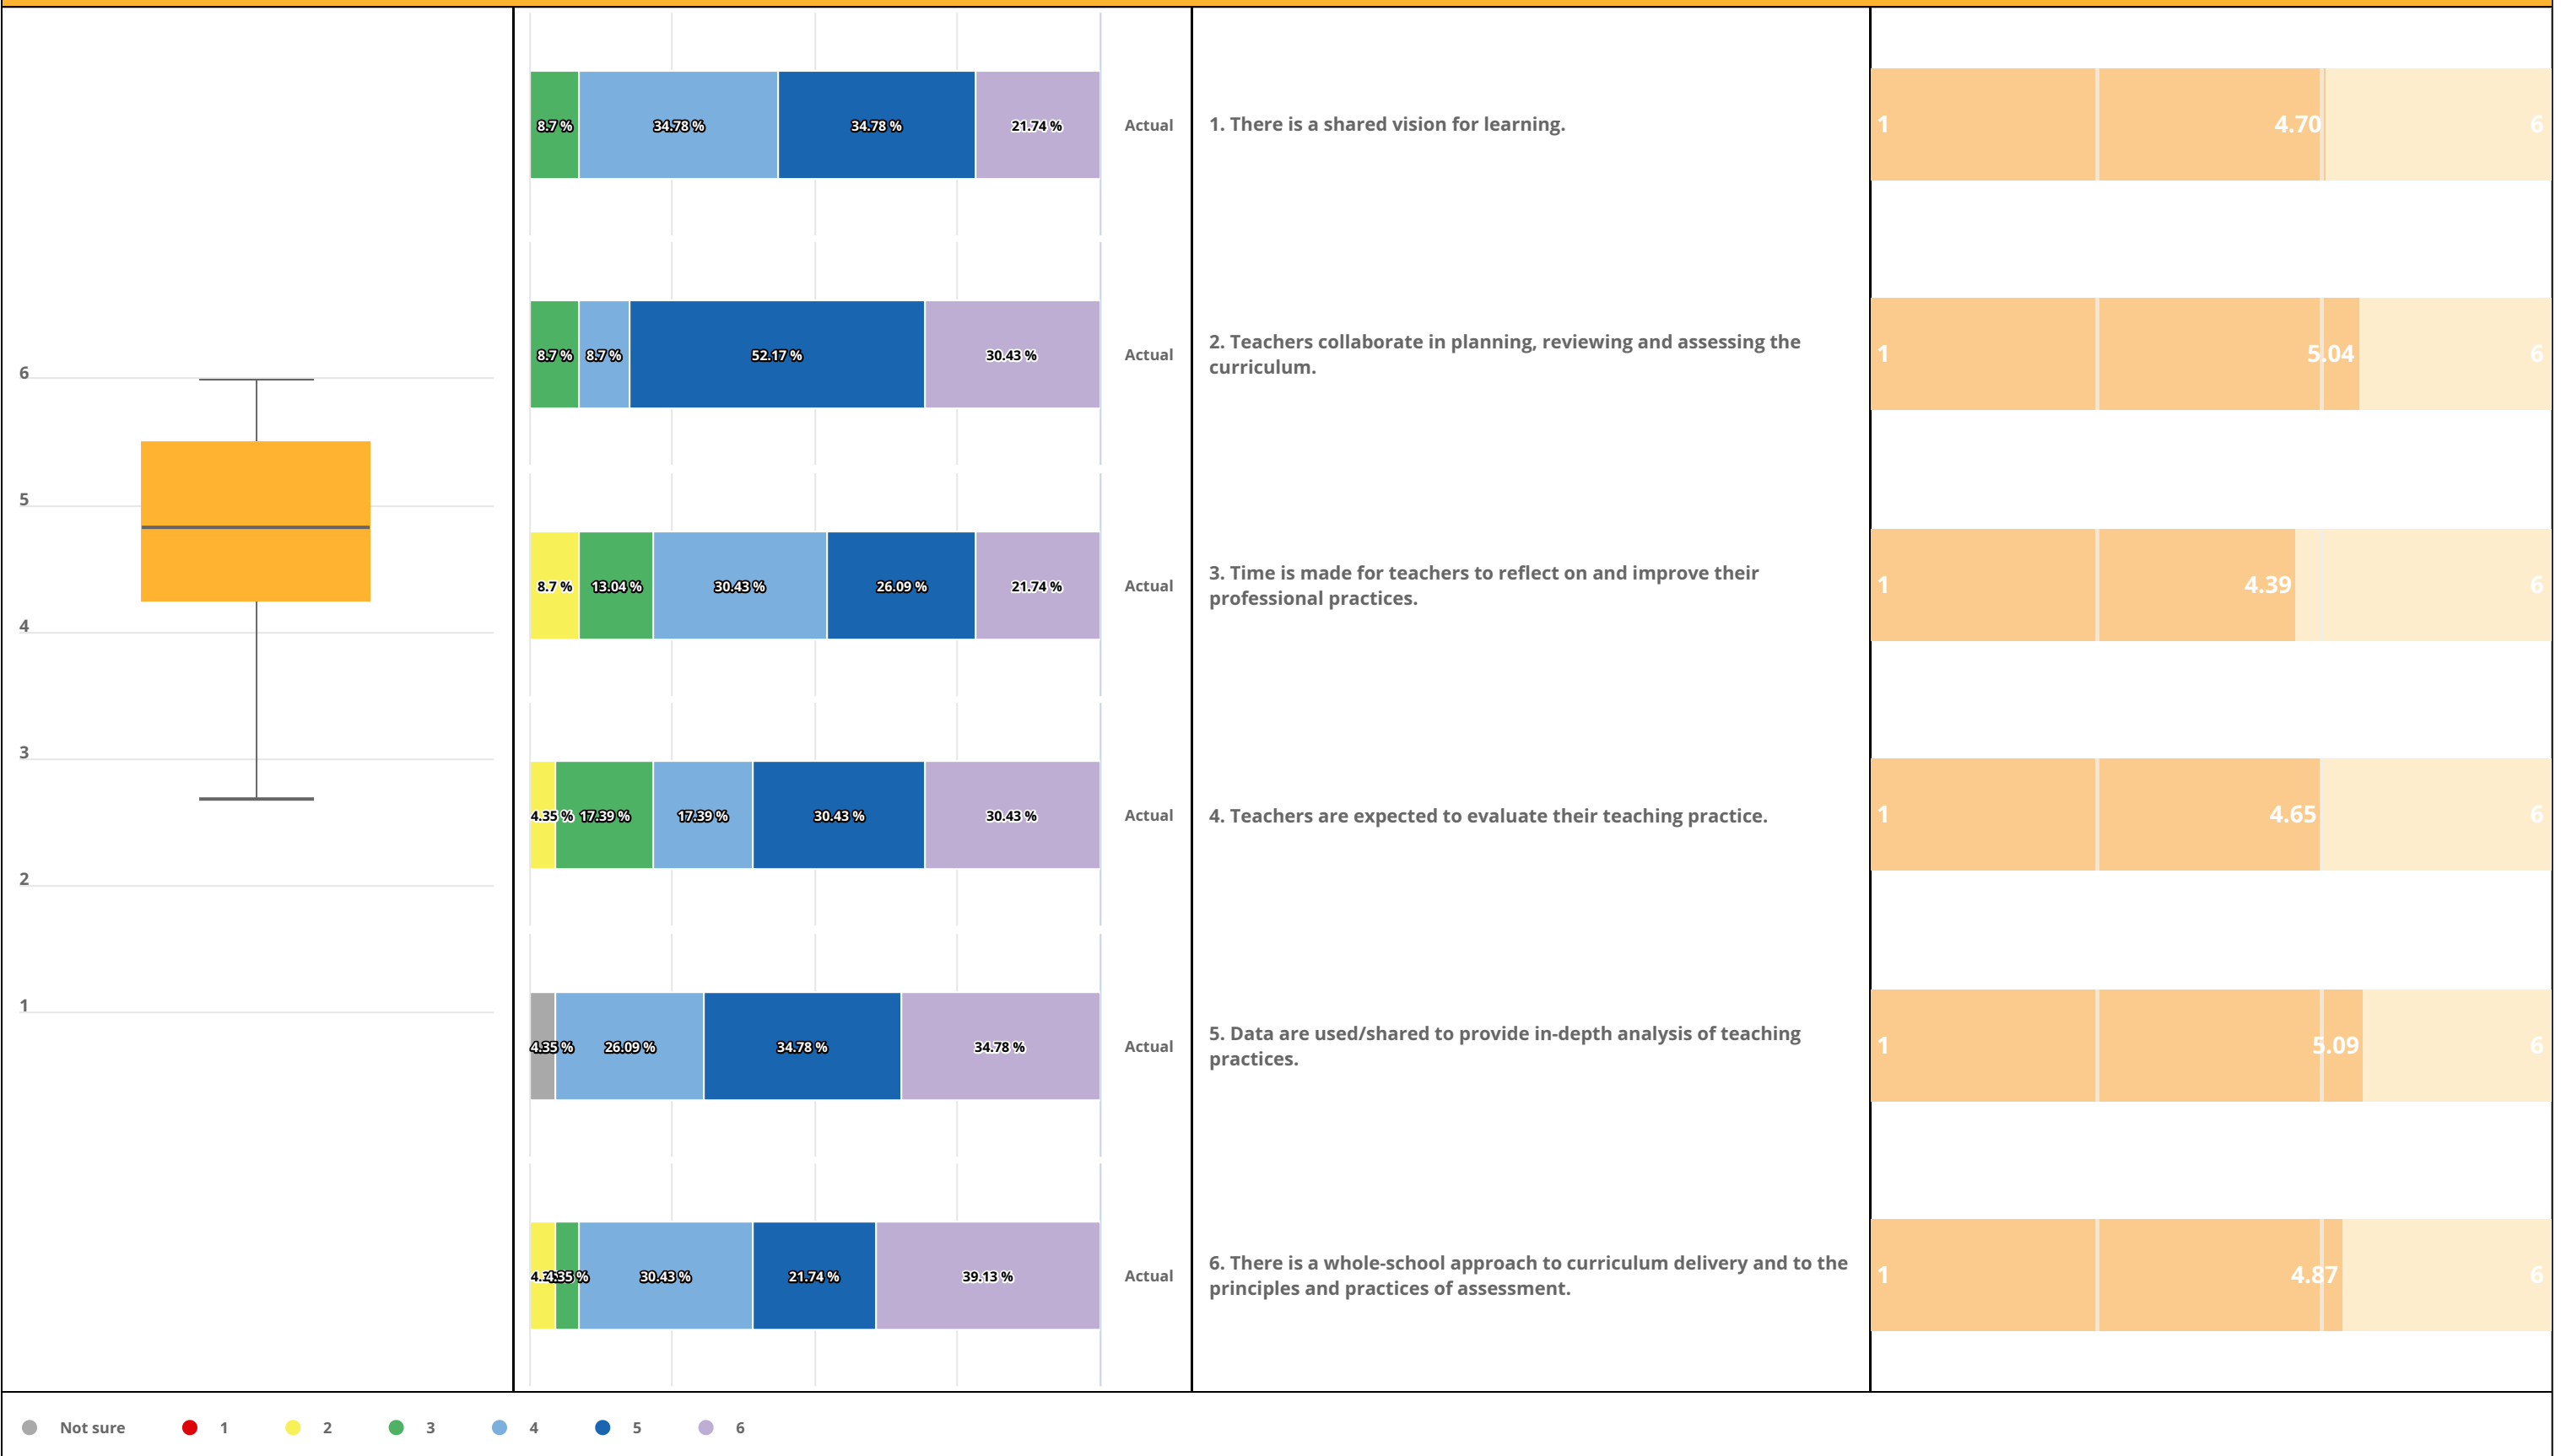 6
5
4
3
2
1
8.7 % 34.78 % 34.78 % 21.74 % Actual
1. There is a shared vision for learning.
1 4.70 6
8.7 % 8.7 % 52.17 % 30.43 % Actual
2. Teachers collaborate in planning, reviewing and assessing the
curriculum.
1 5.04 6
8.7 % 13.04 % 30.43 % 26.09 % 21.74 % Actual
3. Time is made for teachers to reflect on and improve their
professional practices.
1 4.39 6
4.35 % 17.39 % 17.39 % 30.43 % 30.43 % Actual
4. Teachers are expected to evaluate their teaching practice.
1 4.65 6
4.35 % 26.09 % 34.78 % 34.78 % Actual
5. Data are used/shared to provide in-depth analysis of teaching
practices.
1 5.09 6
4.35 % 30.43 % 21.74 % 39.13 % Actual
6. There is a whole-school approach to curriculum delivery and to the
principles and practices of assessment.
1 4.87 6
Not sure 1 2 3 4 5 6